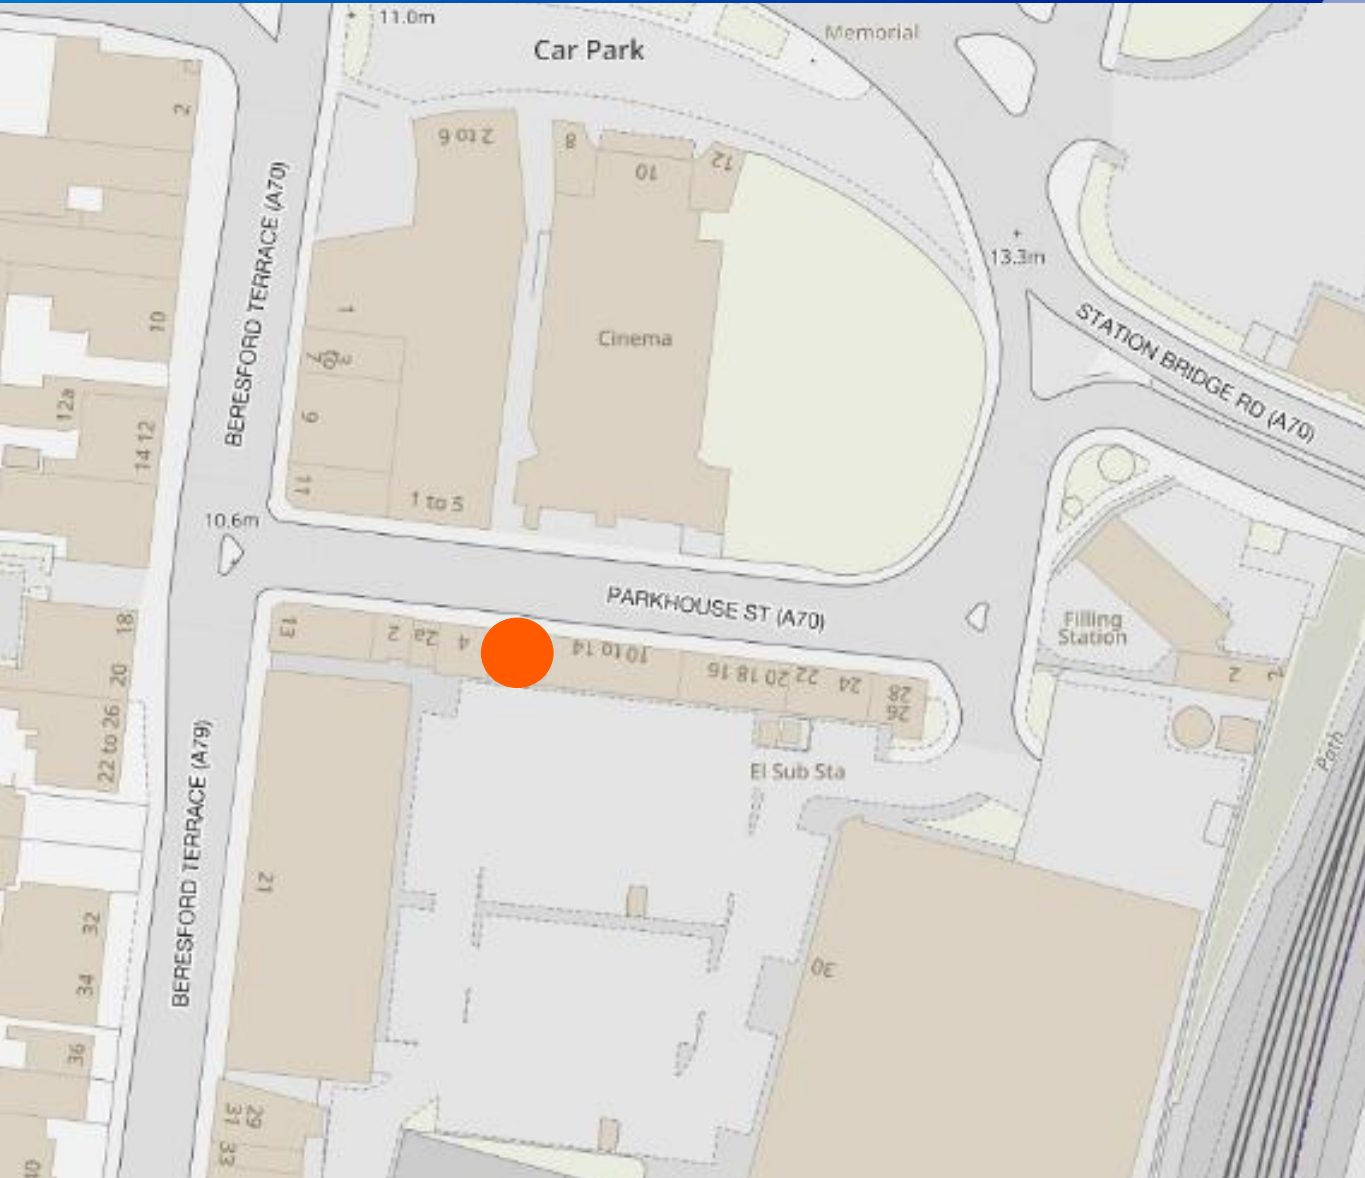 11.0m
Car Park
Memorial
2
2 to 6
8
10
12
BERESFORD TERRACE (A70)
13.3m
10
1
STATION BRIDGE RD (A70)
Cinema
12a
9
14 12
11
1 to 5
10.6m
PARKHOUSE ST (A70)
18
13
2
2a
4
10 to 14
16 18 20 22
24
28
26
Filling
Station
2
20
22 to 26
BERESFORD TERRACE (A79)
El Sub Sta
Path
21
32
34
30
36
29
31
33